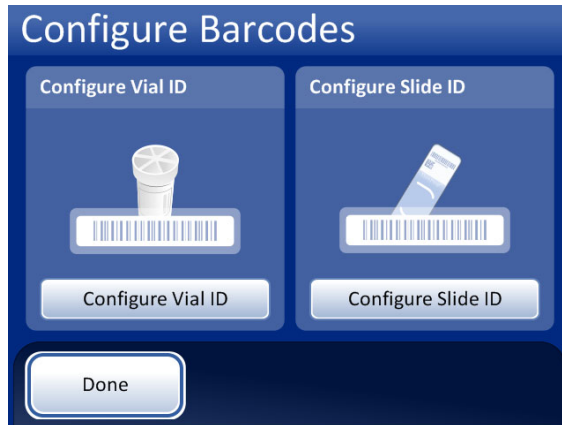 Configure Barcodes
Configure Vial ID
Configure Slide ID
Configure Vial ID
Configure Slide ID
Done